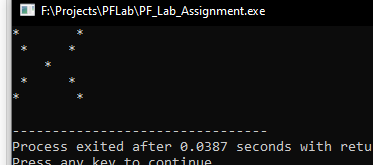 F:\Projects\PFLab\PF_Lab_Assignment.exe
*       *
 *     *
    *
 *     *
*       *
--------------------------------
Process exited after 0.0387 seconds with retu
Press any key to continue